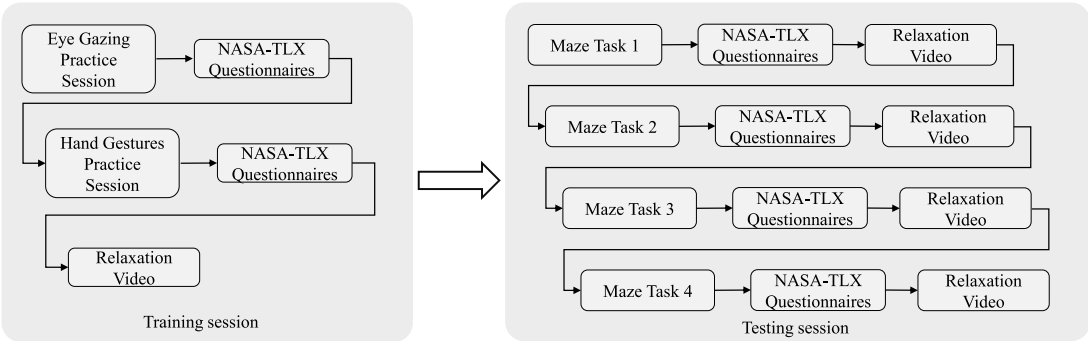 Eye Gazing
Practice
Session
NASA-TLX
Questionnaires
Hand Gestures
Practice
Session
NASA-TLX
Questionnaires
Relaxation
Video
Training session
Maze Task 1
NASA-TLX
Questionnaires
Relaxation
Video
Maze Task 2
NASA-TLX
Questionnaires
Relaxation
Video
Maze Task 3
NASA-TLX
Questionnaires
Relaxation
Video
Maze Task 4
NASA-TLX
Questionnaires
Relaxation
Video
Testing session